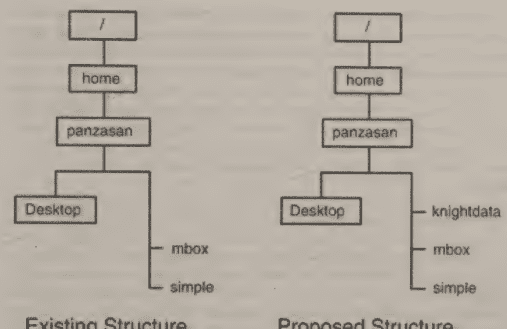 /
home
panzasan
Desktop
mbox
simple
Existing Structure
/
home
panzasan
Desktop
knightdata
mbox
simple
Proposed Structure